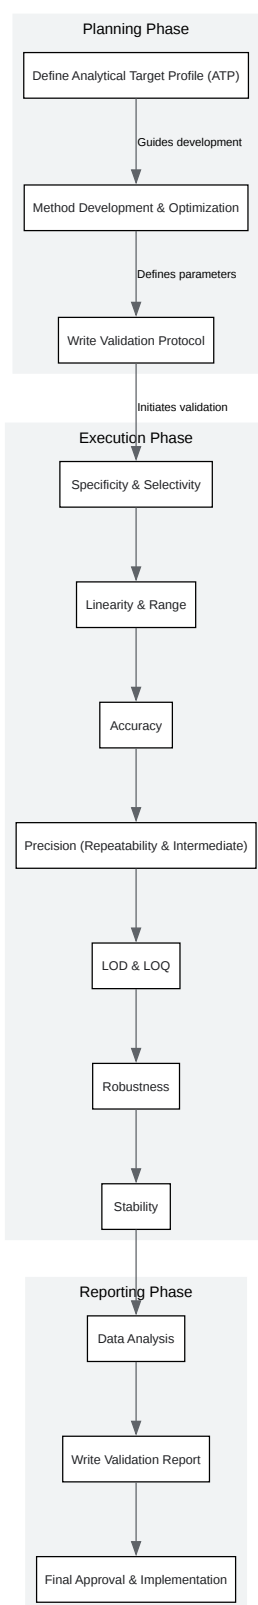 Planning Phase
Define Analytical Target Profile (ATP)
Guides development
Method Development & Optimization
Defines parameters
Write Validation Protocol
Initiates validation
Execution Phase
Specificity & Selectivity
Linearity & Range
Accuracy
Precision (Repeatability & Intermediate)
LOD & LOQ
Robustness
Stability
Reporting Phase
Data Analysis
Write Validation Report
Final Approval & Implementation